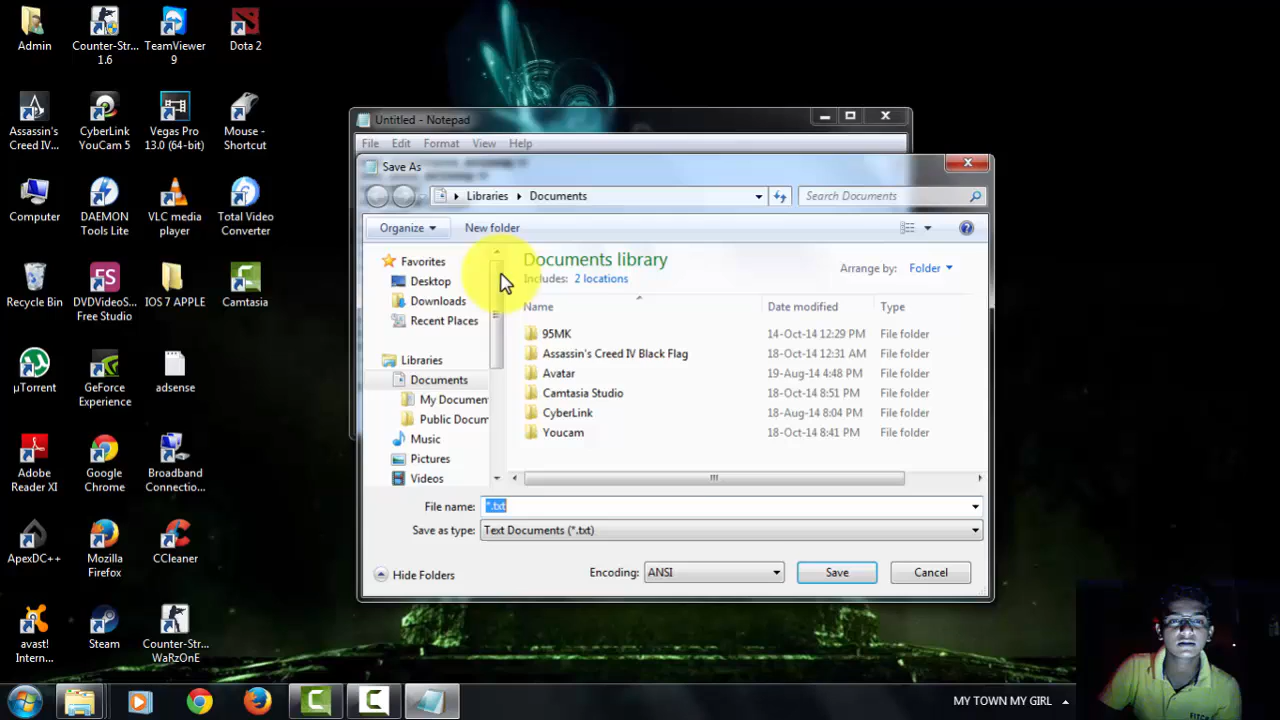 Admin
Counter-Str...
1.6
TeamViewer
9
Dota 2
Assassin's
Creed IV...
CyberLink
YouCam 5
Vegas Pro
13.0 (64-bit)
Mouse -
Shortcut
Computer
DAEMON
Tools Lite
VLC media
player
Total Video
Converter
Recycle Bin
DVDVideoS...
Free Studio
IOS 7 APPLE
Camtasia
µTorrent
GeForce
Experience
adsense
Adobe
Reader XI
Google
Chrome
Broadband
Connectio...
ApexDC++
Mozilla
Firefox
CCleaner
avast!
Intern...
Steam
Counter-Str...
WaRzOnE
Untitled - Notepad
File Edit Format View Help
Save As
Libraries Documents
Search Documents
Organize New folder
Favorites
Desktop
Downloads
Recent Places
Libraries
Documents
My Documen
Public Docum
Music
Pictures
Videos
Documents library
Includes: 2 locations
Arrange by: Folder
Name Date modified Type
95MK 14-Oct-14 12:29 PM File folder
Assassin's Creed IV Black Flag 18-Oct-14 12:31 AM File folder
Avatar 19-Aug-14 4:48 PM File folder
Camtasia Studio 18-Oct-14 8:51 PM File folder
CyberLink 18-Aug-14 8:04 PM File folder
Youcam 18-Oct-14 8:41 PM File folder
File name: *.txt
Save as type: Text Documents (*.txt)
Hide Folders
Encoding: ANSI
Save
Cancel
MY TOWN MY GIRL